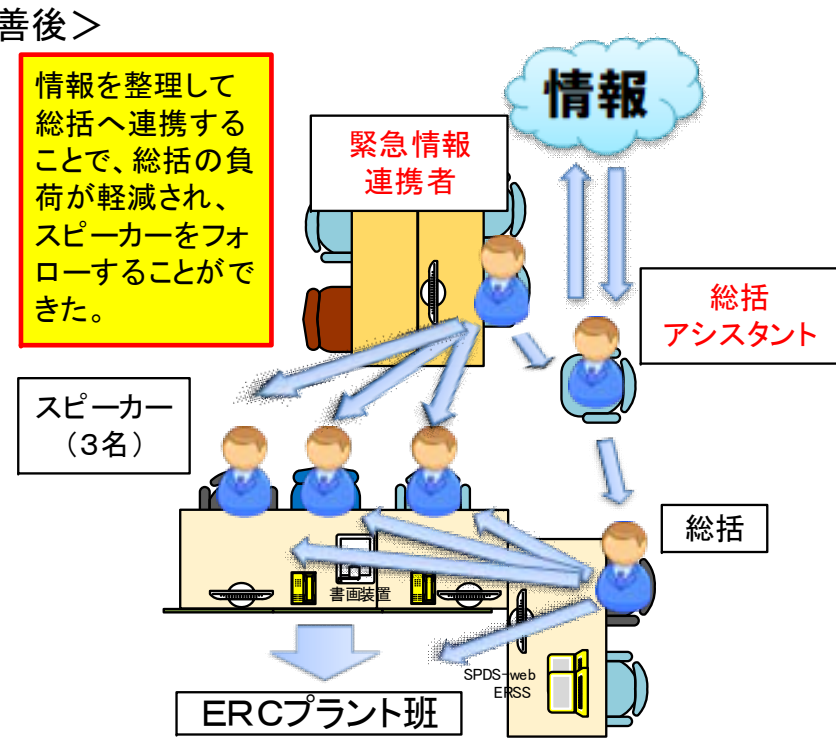 善後＞
情報を整理して
総括へ連携する
ことで、総括の負
荷が軽減され、
スピーカーをフォ
ローすることがで
きた。
情報
緊急情報
連携者
総括
アシスタント
スピーカー
（３名）
総括
書画装置
SPDS-web
ERSS
ＥＲＣプラント班